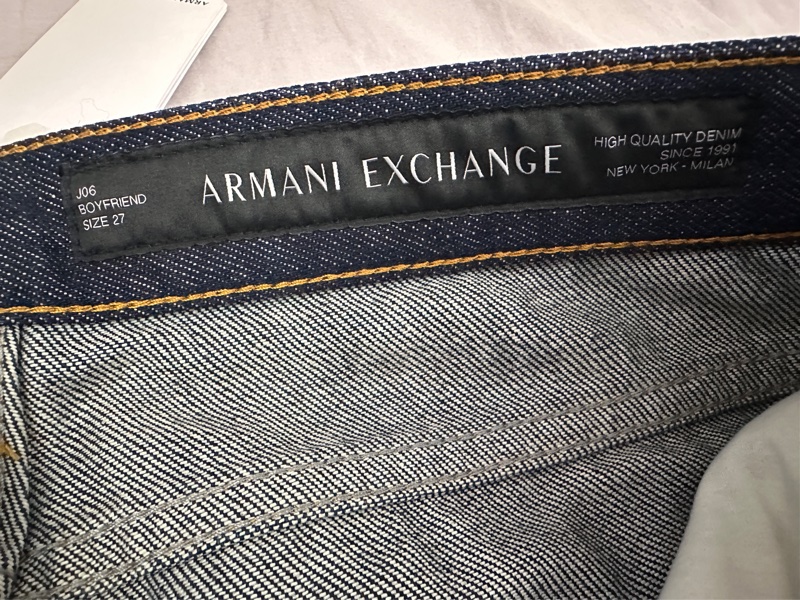 J06
BOYFRIEND
SIZE 27
ARMANI EXCHANGE
HIGH QUALITY DENIM
SINCE 1991
NEW YORK - MILAN